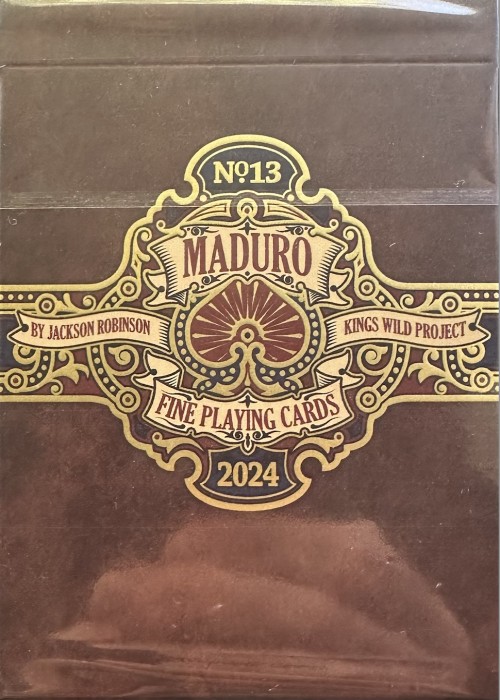 Nº13
MADURO
BY JACKSON ROBINSON
KINGS WILD PROJECT
FINE PLAYING CARDS
2024